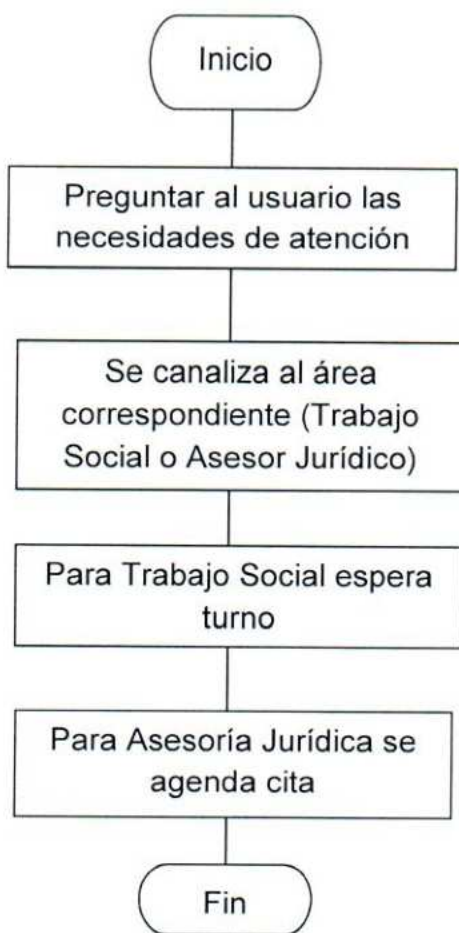 Inicio
Preguntar al usuario las
necesidades de atención
Se canaliza al área
correspondiente (Trabajo
Social o Asesor Jurídico)
Para Trabajo Social espera
turno
Para Asesoría Jurídica se
agenda cita
Fin